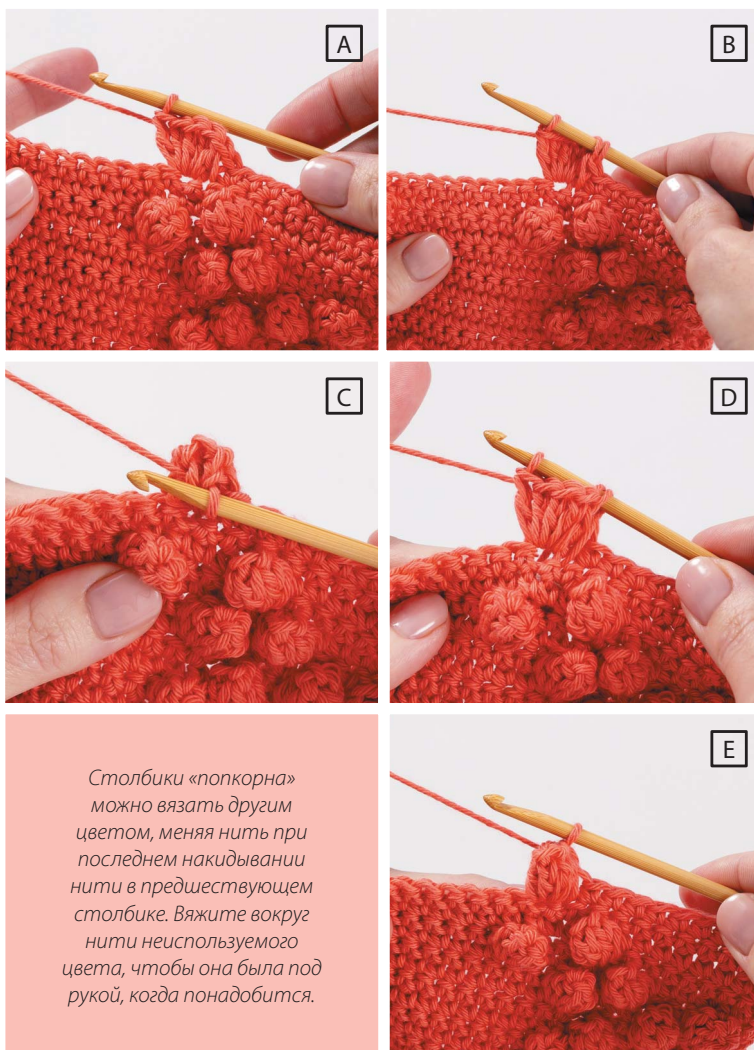 A
B
C
D
Столбики «попкорна»
можно вязать другим
цветом, меняя нить при
последнем накидывании
нити в предшествующем
столбике. Вяжите вокруг
нити неиспользуемого
цвета, чтобы она была под
рукой, когда понадобится.
E